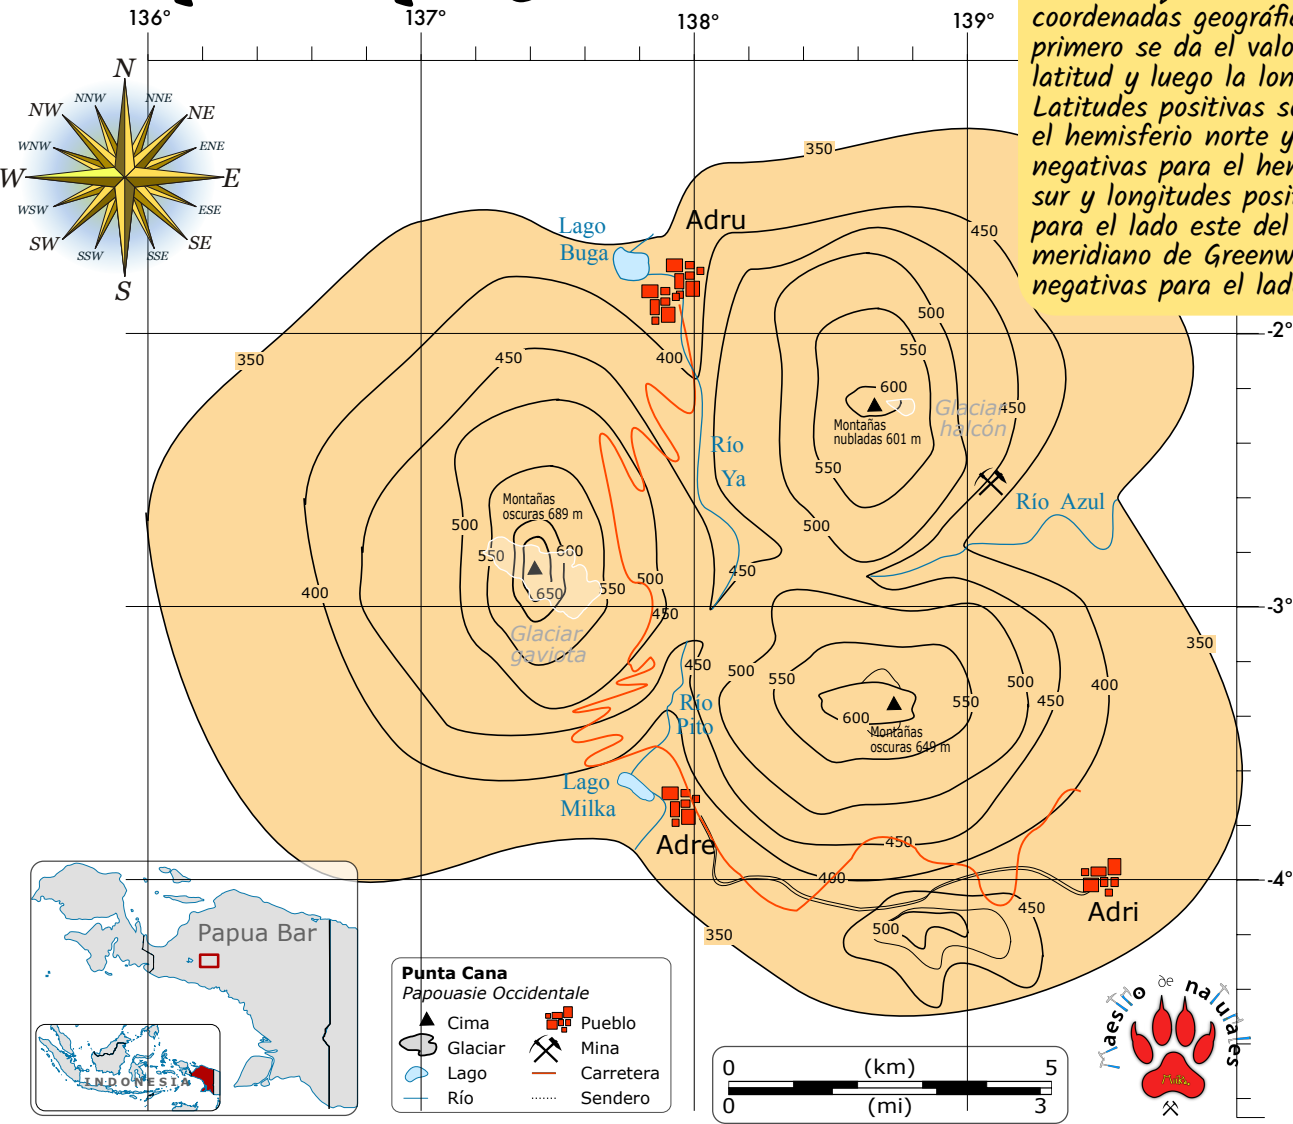 136°
137°
138°
139°
coordenadas geográfi
primero se da el valo
latitud y luego la lon
Latitudes positivas s
el hemisferio norte y
negativas para el he
sur y longitudes posi
para el lado este del
meridiano de Greenw
negativas para el lad
N
NNW
NNE
NW
NE
WNW
ENE
W
E
WSW
ESE
SW
SE
SSW
SSE
S
350
450
Lago
Buga
Adru
500
-2°
350
450
400
550
600
Glaciar
halcón
450
Montañas
nubladas 601 m
Río
Ya
550
Montañas
oscuras 689 m
Río Azul
500
500
550
600
450
400
650
550
500
450
-3°
Glaciar
gaviota
350
450
500
550
500
400
Río
Pito
550
450
600
Montañas
oscuras 649 m
Lago
Milka
Adre
450
400
-4°
450
Adri
500
350
Papua Bar
INDONESIA
Punta Cana
Papouasie Occidentale
Cima
Pueblo
Glaciar
Mina
Lago
Carretera
Río
Sendero
0
(km)
5
0
(mi)
3
Maestro de naturales